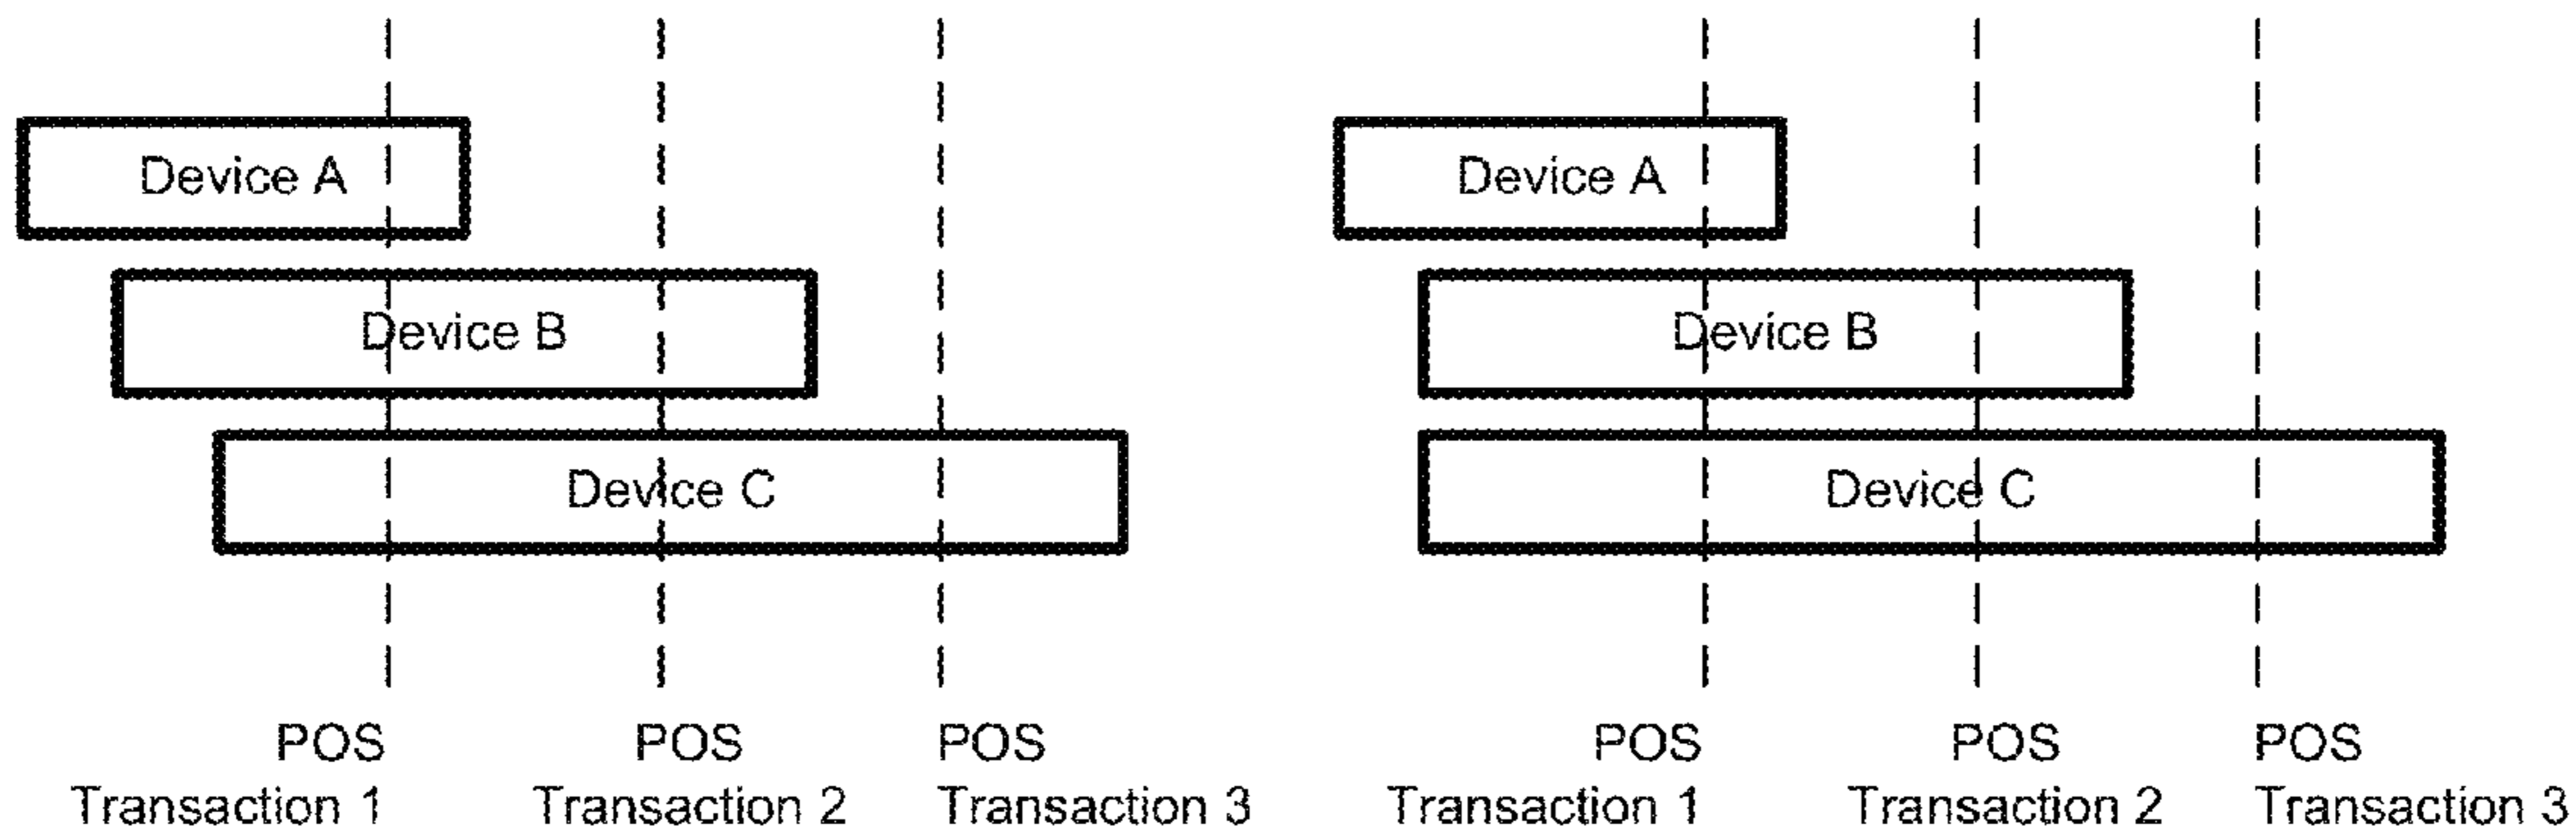 Device A
Device B
Device C
POS
Transaction 1
POS
Transaction 2
POS
Transaction 3
Device A
Device B
Device C
POS
Transaction 1
POS
Transaction 2
POS
Transaction 3